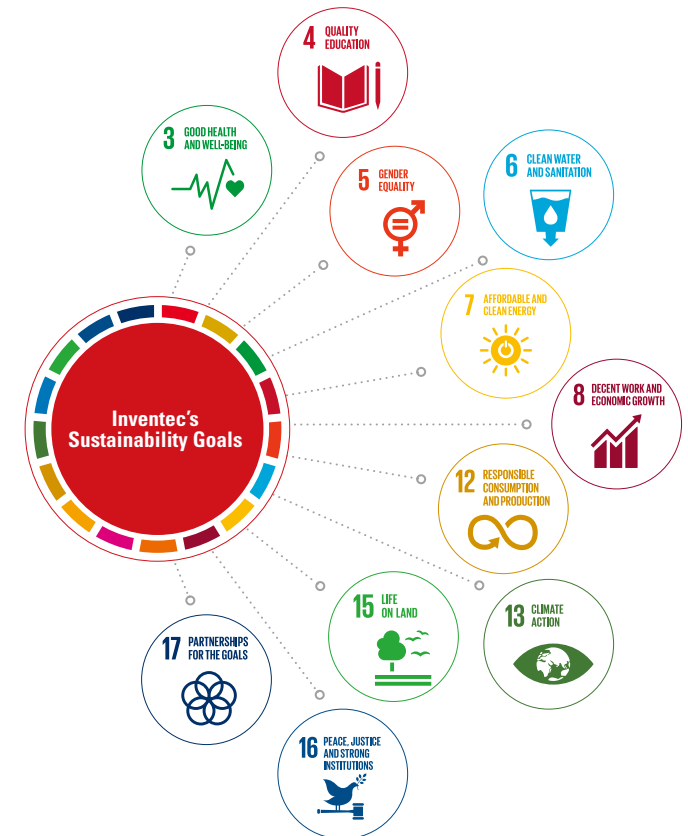 4 QUALITY
EDUCATION
3 GOOD HEALTH
AND WELL-BEING
5 GENDER
EQUALITY
6 CLEAN WATER
AND SANITATION
7 AFFORDABLE AND
CLEAN ENERGY
8 DECENT WORK AND
ECONOMIC GROWTH
Inventec's
Sustainability Goals
12 RESPONSIBLE
CONSUMPTION
AND PRODUCTION
13 CLIMATE
ACTION
15 LIFE
ON LAND
17 PARTNERSHIPS
FOR THE GOALS
16 PEACE, JUSTICE
AND STRONG
INSTITUTIONS